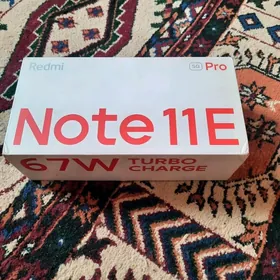 Redmi 5G Pro
Note 11E
67W TURBO
CHARGE